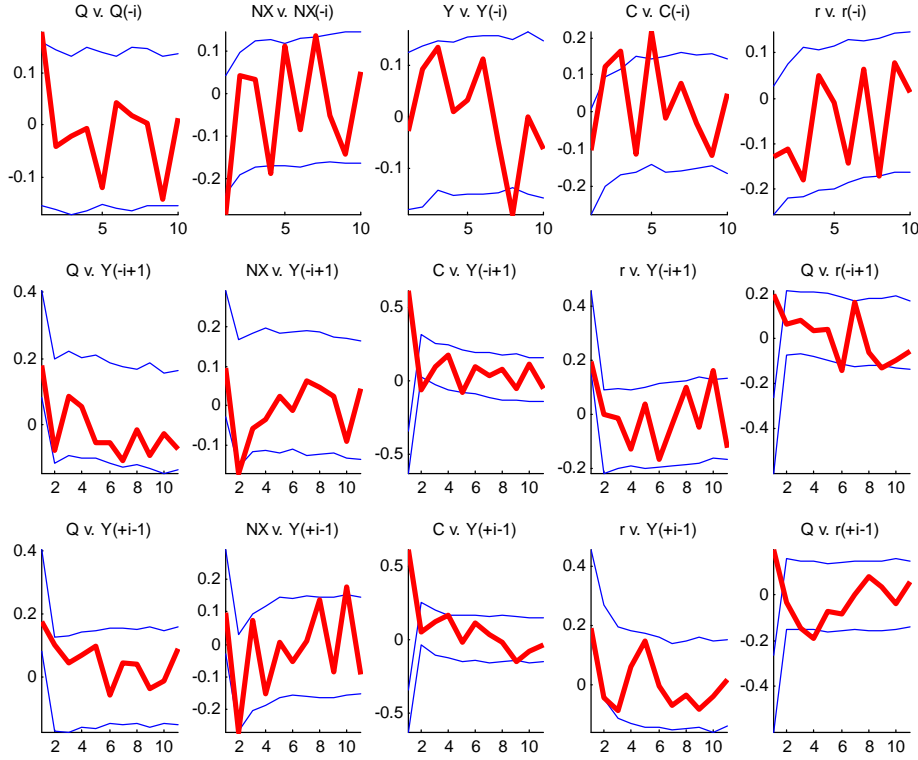 Q v. Q(-i) NX v. NX(-i) Y v. Y(-i) C v. C(-i) r v. r(-i)
0.1 0 -0.1 5 10
0.1 0 -0.1 -0.2 5 10
0.1 0 -0.1 5 10
0.2 0.1 0 -0.1 -0.2 5 10
0.1 0 -0.1 -0.2 5 10
Q v. Y(-i+1) NX v. Y(-i+1) C v. Y(-i+1) r v. Y(-i+1) Q v. r(-i+1)
0.4 0.2 0 2 4 6 8 10
0.2 0.1 0 -0.1 2 4 6 8 10
0.5 0 -0.5 2 4 6 8 10
0.4 0.2 0 -0.2 2 4 6 8 10
0.2 0 -0.2 -0.4 2 4 6 8 10
Q v. Y(+i-1) NX v. Y(+i-1) C v. Y(+i-1) r v. Y(+i-1) Q v. r(+i-1)
0.4 0.2 0 2 4 6 8 10
0.2 0.1 0 -0.1 -0.2 2 4 6 8 10
0.5 0 -0.5 2 4 6 8 10
0.4 0.2 0 2 4 6 8 10
0.2 0 -0.2 -0.4 2 4 6 8 10